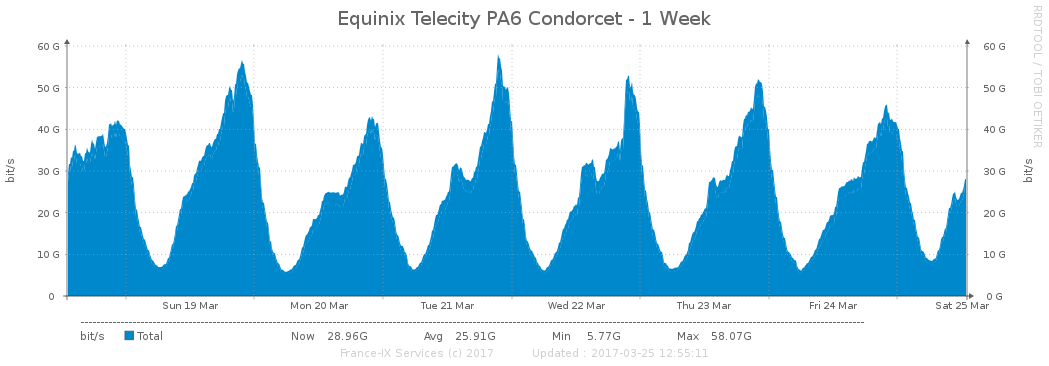 Equinix Telecity PA6 Condorcet - 1 Week
RRDTOOL / TOBI OETIKER
bit/s
60 G
50 G
40 G
30 G
20 G
10 G
0
60 G
50 G
40 G
30 G
20 G
10 G
0 G
bit/s
Sun 19 Mar Mon 20 Mar Tue 21 Mar Wed 22 Mar Thu 23 Mar Fri 24 Mar Sat 25 Mar
bit/s Total Now 28.96G Avg 25.91G Min 5.77G Max 58.07G
France-IX Services (c) 2017 Updated : 2017-03-25 12:55:11